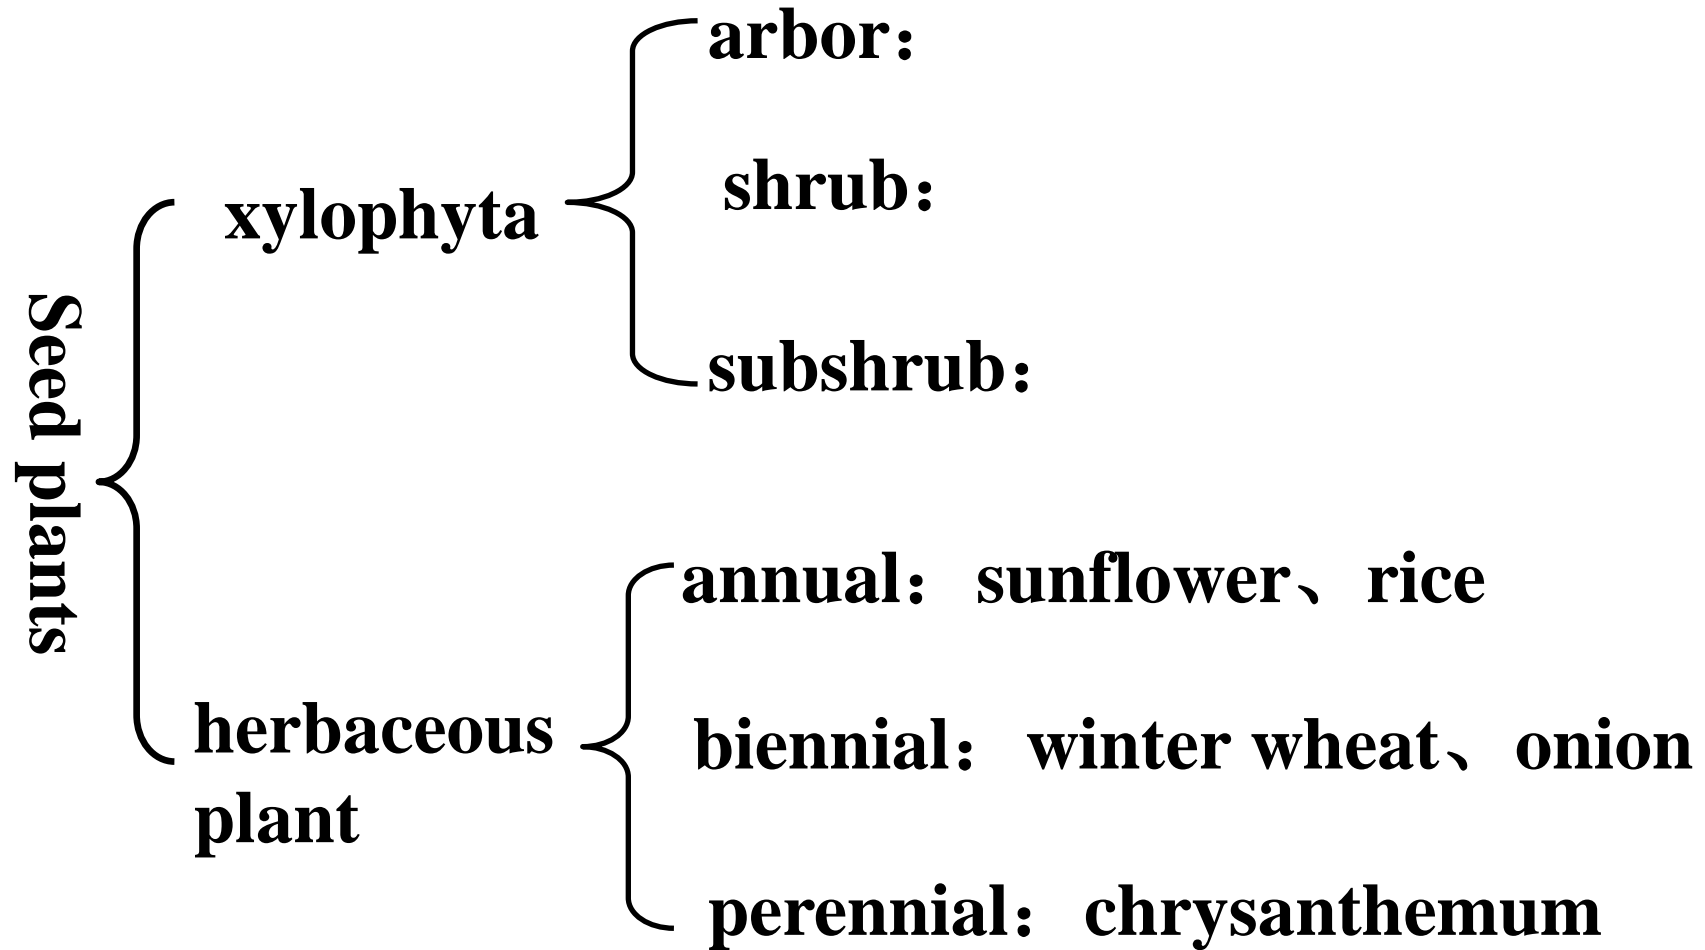 Seed plants
xylophyta
arbor：
shrub：
subshrub：
herbaceous
plant
annual：sunflower、rice
biennial：winter wheat、onion
perennial：chrysanthemum